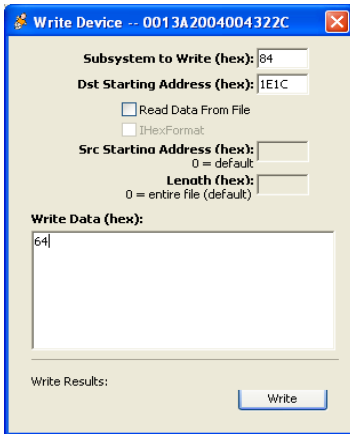 Write Device -- 0013A2004004322C
Subsystem to Write (hex): 84
Dst Starting Address (hex): 1E1C
Read Data From File
IHexFormat
Src Starting Address (hex):
0 = default
Length (hex):
0 = entire file (default)
Write Data (hex):
64
Write Results:
Write